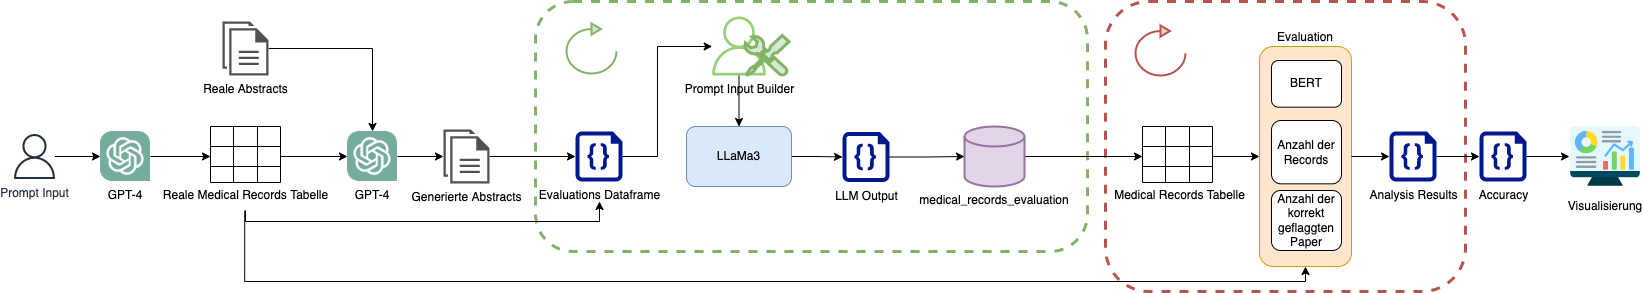 Reale Abstracts
Prompt Input
GPT-4
Reale Medical Records Tabelle
GPT-4
Generierte Abstracts
Evaluations Dataframe
Prompt Input Builder
LLaMa3
LLM Output
medical_records_evaluation
Medical Records Tabelle
Evaluation
BERT
Anzahl der
Records
Anzahl der
korrekt
geflaggten
Paper
Analysis Results
Accuracy
Visualisierung